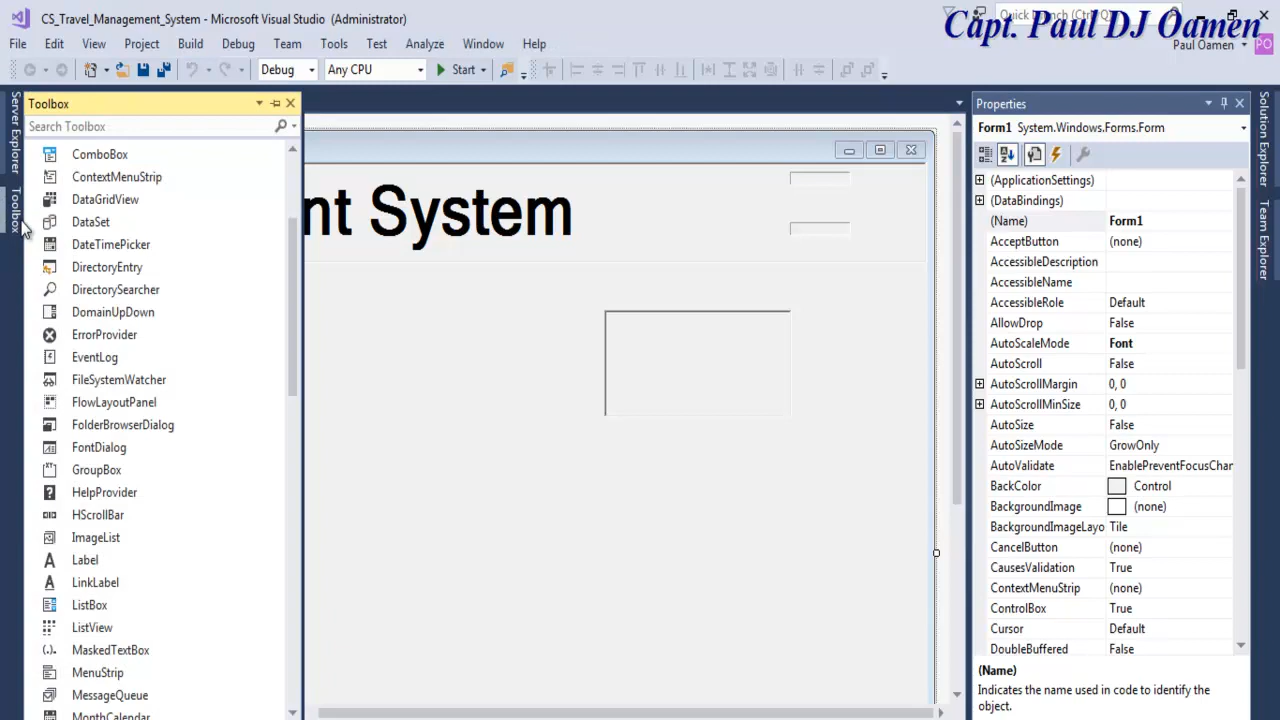 CS_Travel_Management_System - Microsoft Visual Studio (Administrator)
Quick Launch (Ctrl+Q)
Capt. Paul DJ Oamen
File Edit View Project Build Debug Team Tools Test Analyze Window Help
Paul Oamen
PO
Debug Any CPU Start
Server Explorer
Toolbox
Toolbox
Search Toolbox
ComboBox
ContextMenuStrip
DataGridView
DataSet
DateTimePicker
DirectoryEntry
DirectorySearcher
DomainUpDown
ErrorProvider
EventLog
FileSystemWatcher
FlowLayoutPanel
FolderBrowserDialog
FontDialog
GroupBox
HelpProvider
HScrollBar
ImageList
Label
LinkLabel
ListBox
ListView
MaskedTextBox
MenuStrip
MessageQueue
MonthCalendar
nt System
Properties
Form1 System.Windows.Forms.Form
(ApplicationSettings)
(DataBindings)
(Name) Form1
AcceptButton (none)
AccessibleDescription
AccessibleName
AccessibleRole Default
AllowDrop False
AutoScaleMode Font
AutoScroll False
AutoScrollMargin 0, 0
AutoScrollMinSize 0, 0
AutoSize False
AutoSizeMode GrowOnly
AutoValidate EnablePreventFocusChan
BackColor Control
BackgroundImage (none)
BackgroundImageLayo Tile
CancelButton (none)
CausesValidation True
ContextMenuStrip (none)
ControlBox True
Cursor Default
DoubleBuffered False
(Name)
Indicates the name used in code to identify the
object.
Solution Explorer
Team Explorer